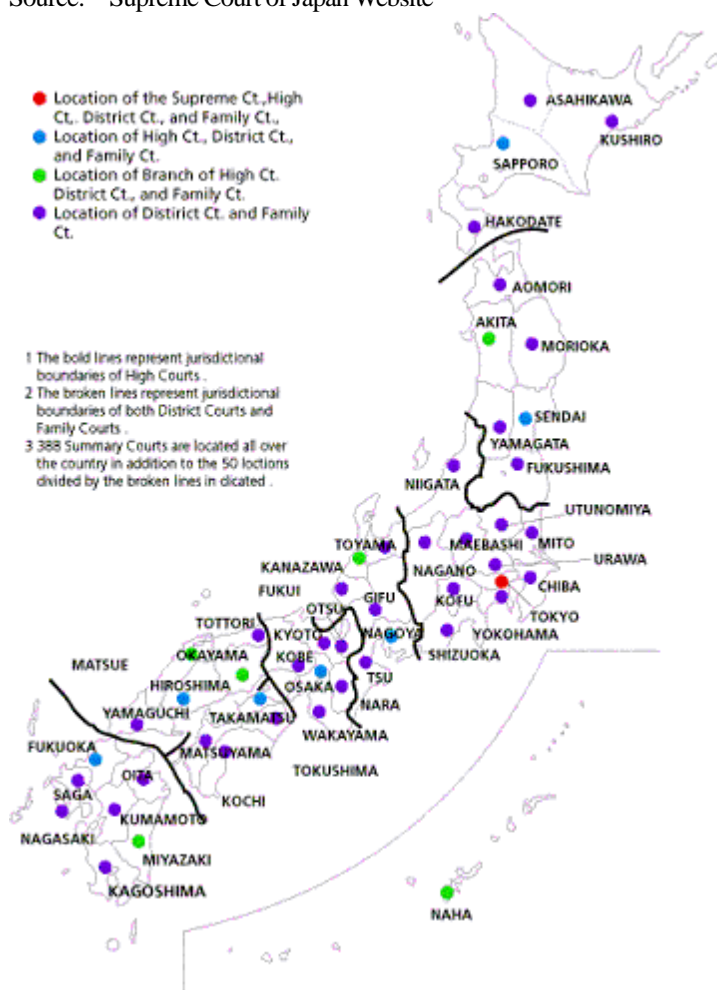 Source: Supreme Court of Japan Website
Location of the Supreme Ct.,High
Ct,. District Ct., and Family Ct.,
Location of High Ct., District Ct.,
and Family Ct.
Location of Branch of High Ct.
District Ct., and Family Ct.
Location of Distirict Ct. and Family
Ct.
ASAHIKAWA
KUSHIRO
SAPPORO
HAKODATE
AOMORI
AKITA
MORIOKA
1 The bold lines represent jurisdictional
boundaries of High Courts .
2 The broken lines represent jurisdictional
boundaries of both District Courts and
Family Courts .
3 388 Summary Courts are located all over
the country in addition to the 50 loctions
divided by the broken lines in dicated .
SENDAI
YAMAGATA
FUKUSHIMA
NIIGATA
UTUNOMIYA
TOYAMA
MAEBASHI
MITO
KANAZAWA
NAGANO
URAWA
FUKUI
GIFU
KOFU
CHIBA
OTSU
TOKYO
TOTTORI
KYOTO
NAGOYA
YOKOHAMA
OKAYAMA
KOBE
SHIZUOKA
MATSUE
TSU
HIROSHIMA
OSAKA
NARA
YAMAGUCHI
TAKAMATSU
WAKAYAMA
FUKUOKA
MATSUYAMA
TOKUSHIMA
OITA
SAGA
KOCHI
KUMAMOTO
NAGASAKI
MIYAZAKI
KAGOSHIMA
NAHA